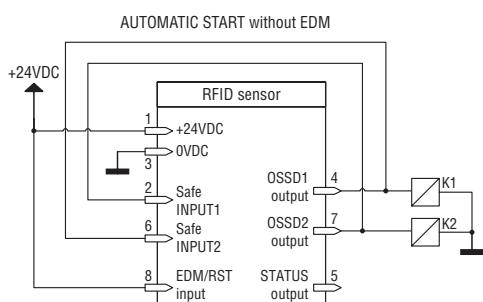 AUTOMATIC START without EDM
+24VDC
RFID sensor
1
+24VDC
0VDC
3
2
Safe
INPUT1
6
Safe
INPUT2
8
EDM/RST
input
OSSD1
output
4
K1
OSSD2
output
7
K2
STATUS
output
5